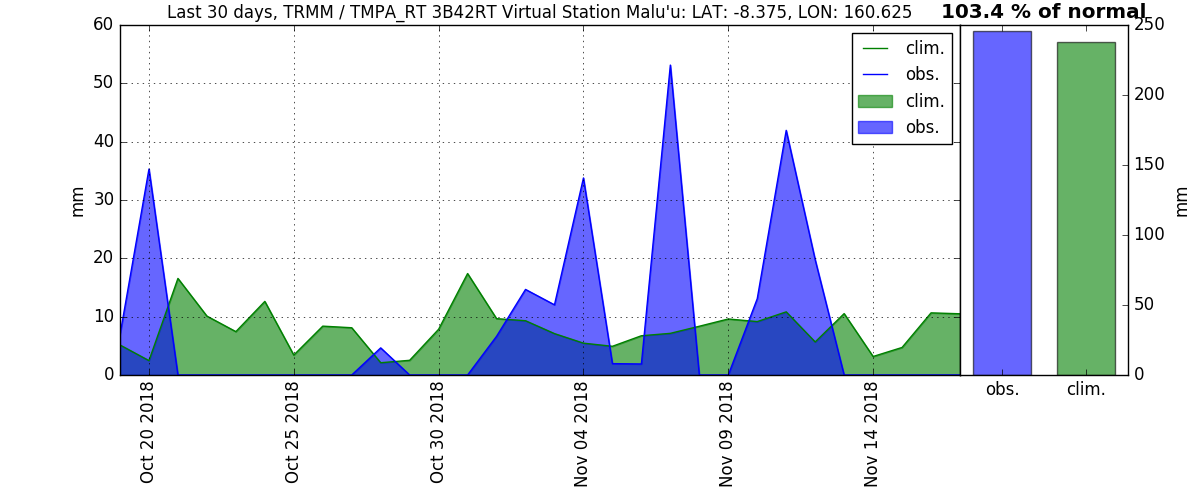 Last 30 days, TRMM / TMPA_RT 3B42RT Virtual Station Malu'u: LAT: -8.375, LON: 160.625
103.4 % of normal
60
50
40
30
20
10
0
mm
clim.
obs.
clim.
obs.
Oct 20 2018
Oct 25 2018
Oct 30 2018
Nov 04 2018
Nov 09 2018
Nov 14 2018
250
200
150
100
50
0
mm
obs.
clim.